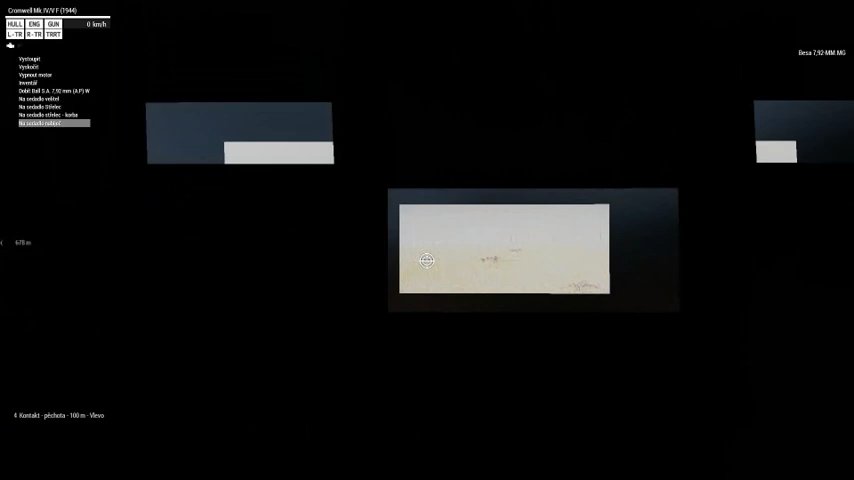 Cromwell Mk.IV/V F (1944)
HULL ENG GUN 0 km/h
L-TR R-TR TRRT
Besa 7,92-MM MG
Vystoupit
Vyskočit
Vypnout motor
Inventář
Dobít Ball S.A. 7,92 mm (A.P) W
Na sedadlo velitel
Na sedadlo Střelec
Na sedadlo střelec - korba
Na sedadlo nabíječ
678 m
4 Kontakt - pěchota - 100 m - Vlevo